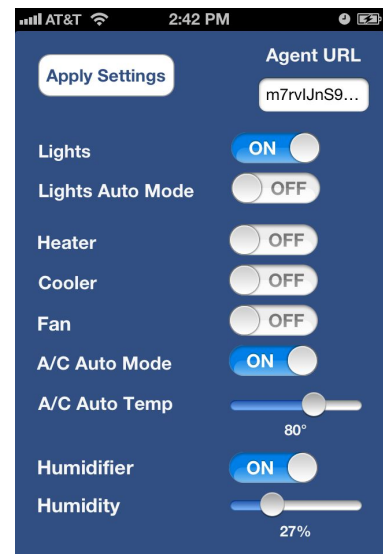 AT&T 2:42 PM
Agent URL
Apply Settings
m7rvIJnS9...
Lights ON
Lights Auto Mode OFF
Heater OFF
Cooler OFF
Fan OFF
A/C Auto Mode ON
A/C Auto Temp
80°
Humidifier ON
Humidity
27%